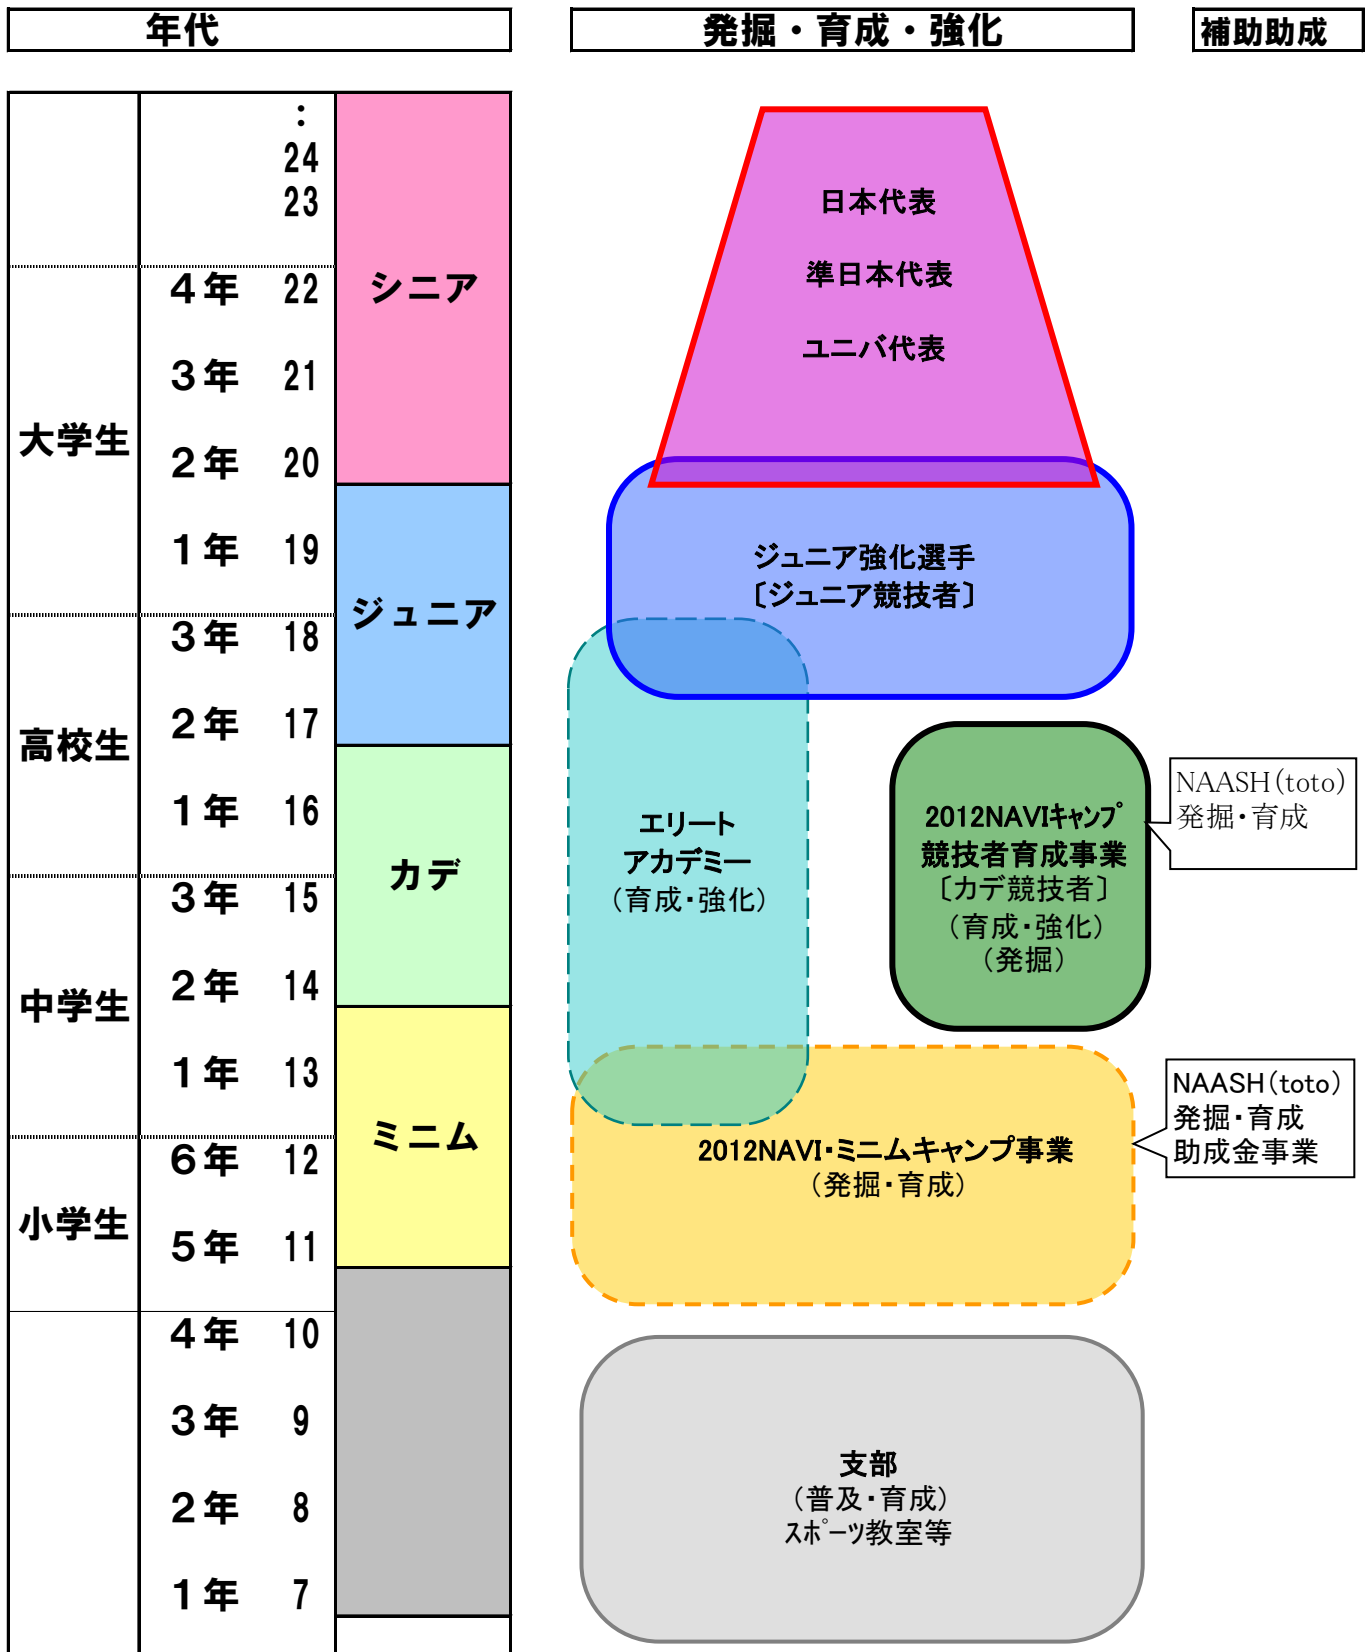 年代
発掘・育成・強化
補助助成
：
24
23
4年 22
3年 21
2年 20
1年 19
3年 18
2年 17
1年 16
3年 15
2年 14
1年 13
6年 12
5年 11
4年 10
3年 9
2年 8
1年 7
大学生
高校生
中学生
小学生
シニア
ジュニア
カデ
ミニム
日本代表
準日本代表
ユニバ代表
ジュニア強化選手
〔ジュニア競技者〕
エリート
アカデミー
（育成・強化）
2012NAVIｷｬﾝﾌﾟ
競技者育成事業
〔カデ競技者〕
（育成・強化）
（発掘）
NAASH(toto)
発掘・育成
2012NAVI・ミニムキャンプ事業
（発掘・育成）
NAASH(toto)
発掘・育成
助成金事業
支部
（普及・育成）
ｽﾎﾟｰﾂ教室等